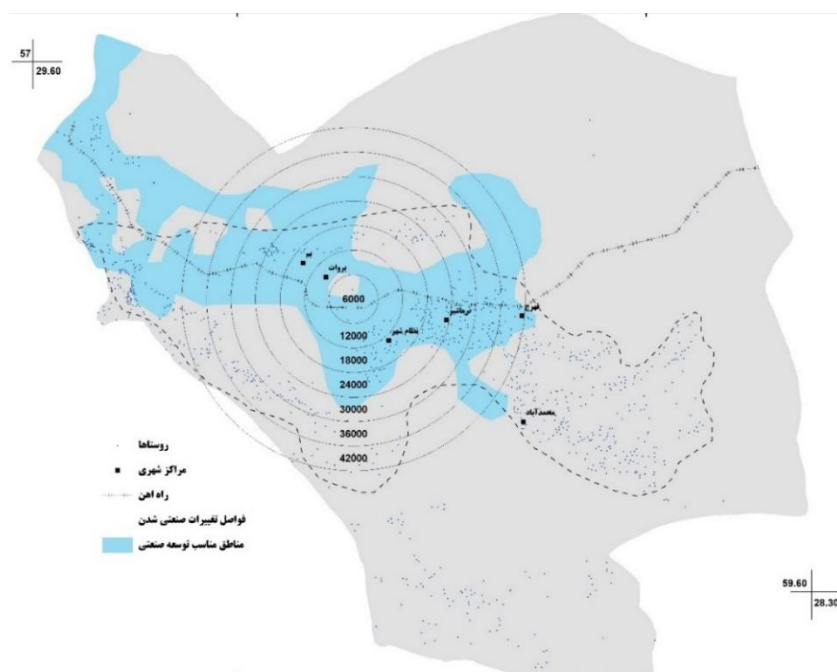 57
29.60
بم
بروات
6000
فهرج
نرماشیر
نظام شهر
12000
18000
24000
30000
محمدآباد
36000
42000
روستاها
مراکز شهری
راه اهن
فواصل تغییرات صنعتی شدن
مناطق مناسب توسعه صنعتی
59.60
28.30